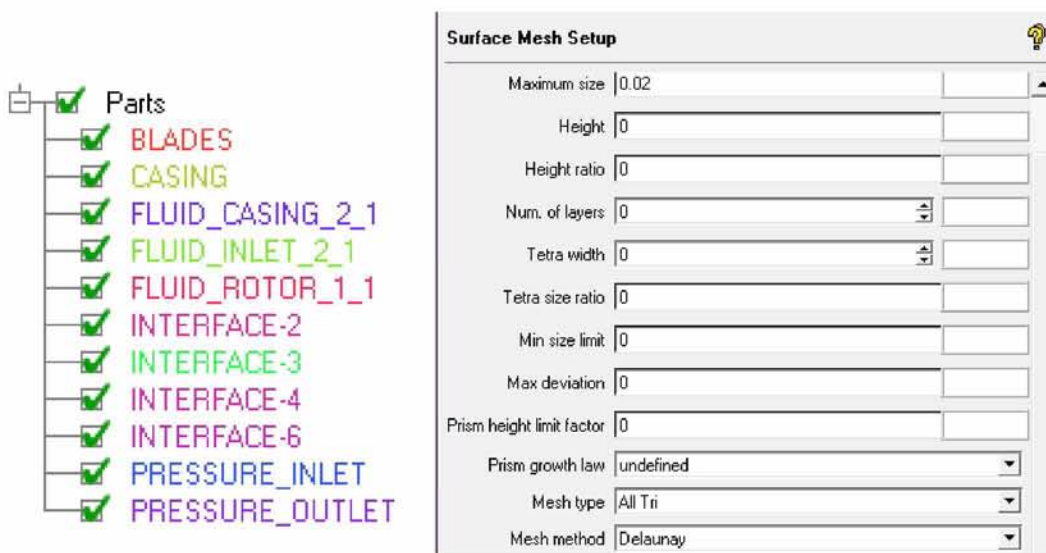 Parts
BLADES
CASING
FLUID_CASING_2_1
FLUID_INLET_2_1
FLUID_ROTOR_1_1
INTERFACE-2
INTERFACE-3
INTERFACE-4
INTERFACE-6
PRESSURE_INLET
PRESSURE_OUTLET
Surface Mesh Setup
Maximum size 0.02
Height 0
Height ratio 0
Num. of layers 0
Tetra width 0
Tetra size ratio 0
Min size limit 0
Max deviation 0
Prism height limit factor 0
Prism growth law undefined
Mesh type All Tri
Mesh method Delaunay